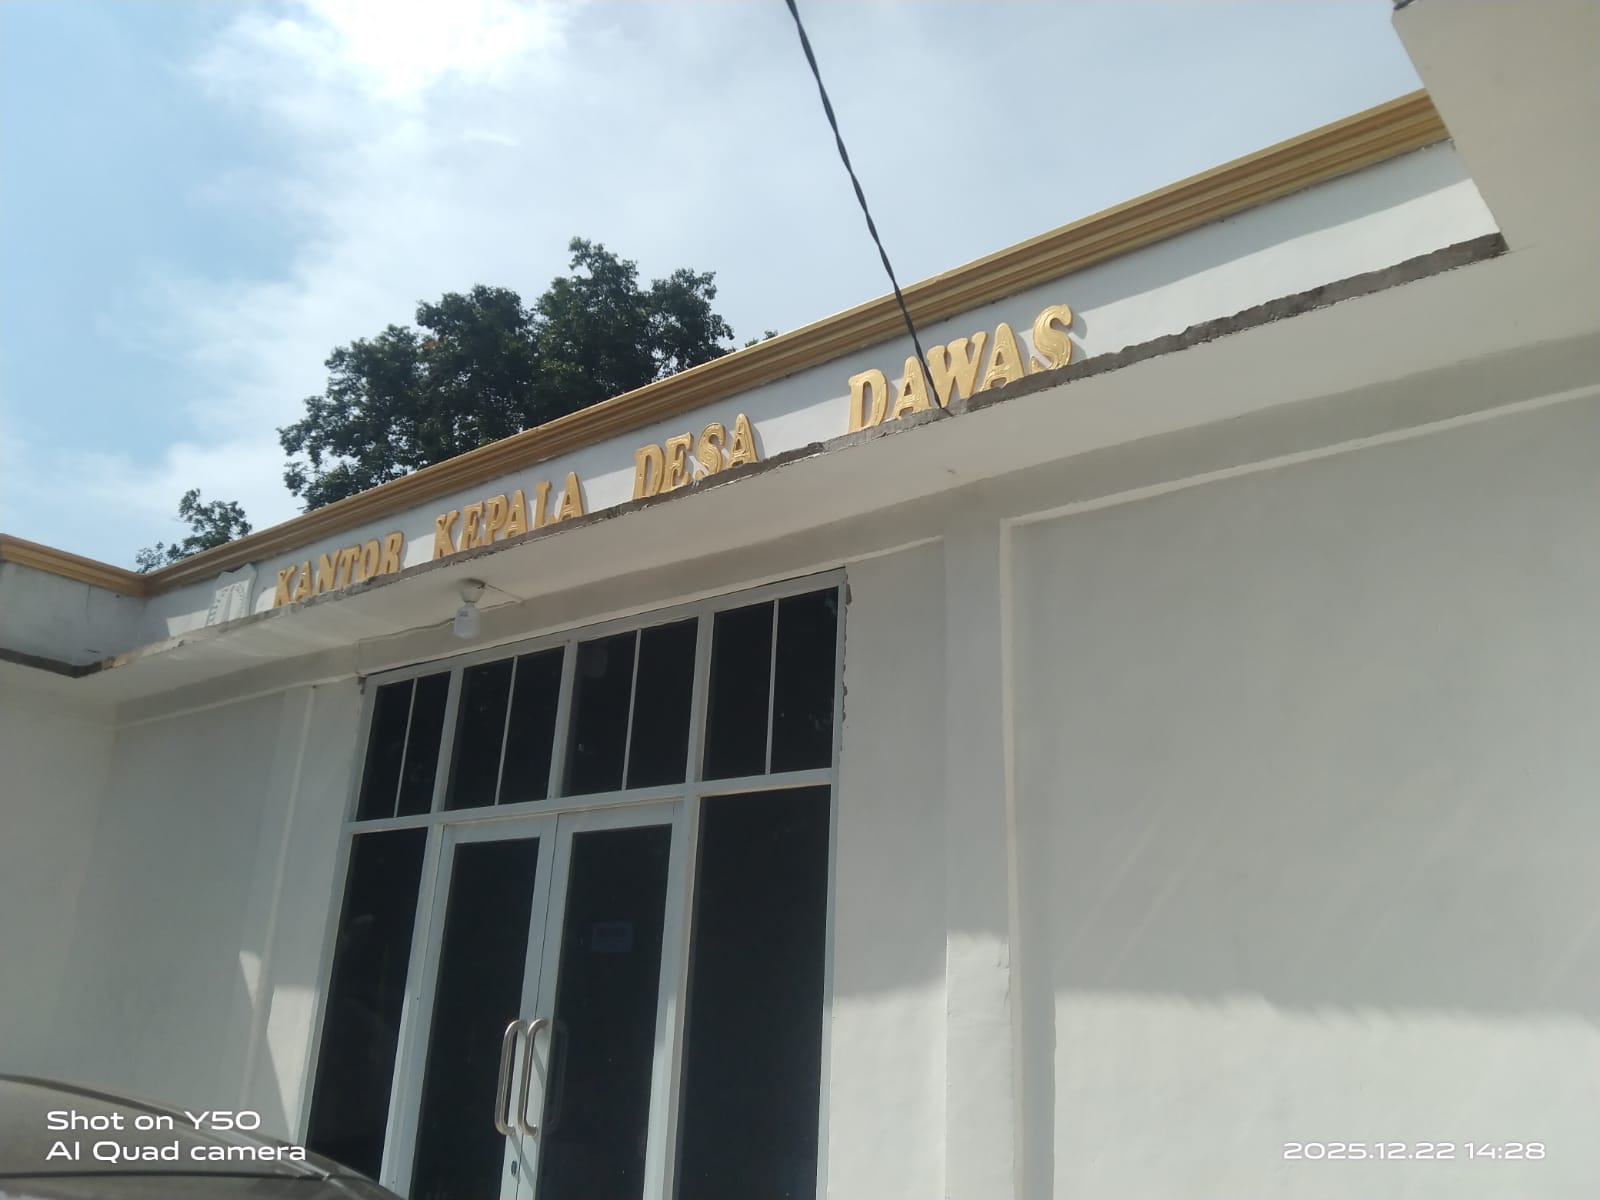 KANTOR KEPALA DESA DAWAS
Shot on Y50
AI Quad camera
2025.12.22 14:28